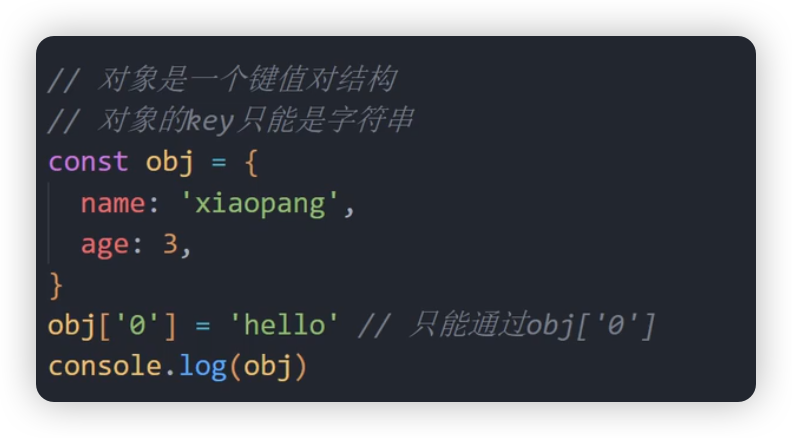 // 对象是一个键值对结构
// 对象的key只能是字符串
const obj = {
  name: 'xiaopang',
  age: 3,
}
obj['0'] = 'hello' // 只能通过obj['0']
console.log(obj)